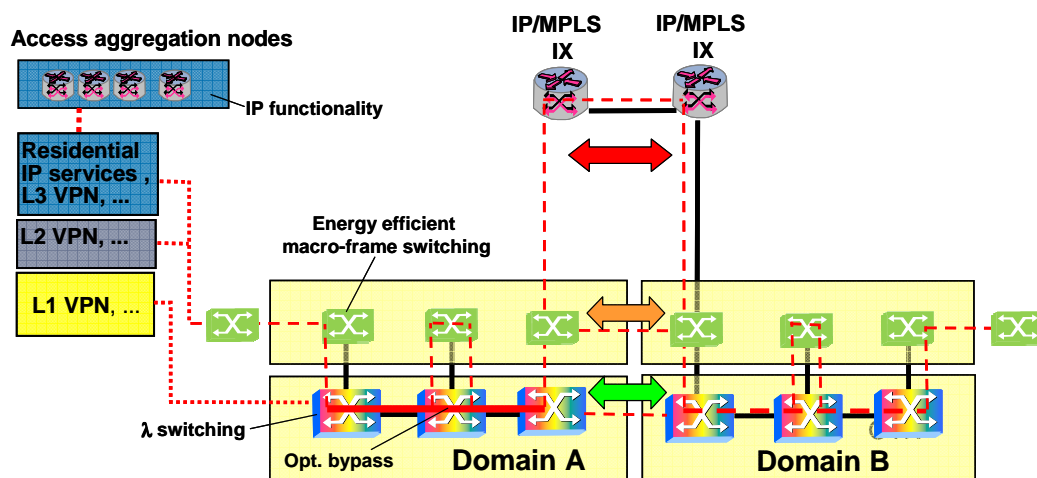 IP/MPLS
IX
IP/MPLS
IX
Access aggregation nodes
IP functionality
Residential
IP services ,
L3 VPN, ...
L2 VPN, ...
L1 VPN, ...
Energy efficient
macro-frame switching
λ switching
Opt. bypass
Domain A
Domain B